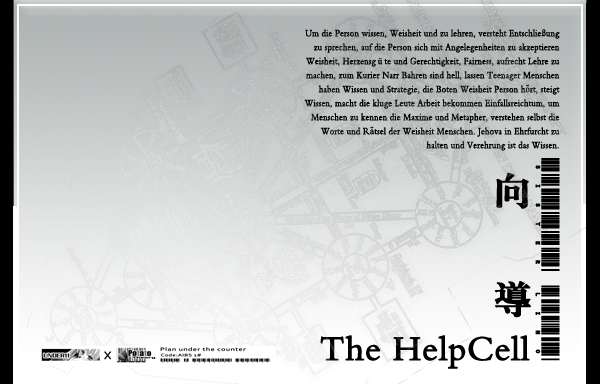 Um die Person wissen, Weisheit und zu lehren, versteht Entschließung
zu sprechen, auf die Person sich mit Angelegenheiten zu akzeptieren
Weisheit, Herzensg ü te und Gerechtigkeit, Fairness, aufrecht Lehre zu
machen, zum Kurier Narr Bahren sind hell, lassen Teenager Menschen
haben Wissen und Strategie, die Boten Weisheit Person hört, steigt
Wissen, macht die kluge Leute Arbeit bekommen Einfallsreichtum, um
Menschen zu kennen die Maxime und Metapher, verstehen selbst die
Worte und Rätsel der Weisheit Menschen. Jehova in Ehrfurcht zu
halten und Verehrung ist das Wissen.
向
導
The HelpCell
UNDER11
X
Plan under the counter
Code:AIBS 1#